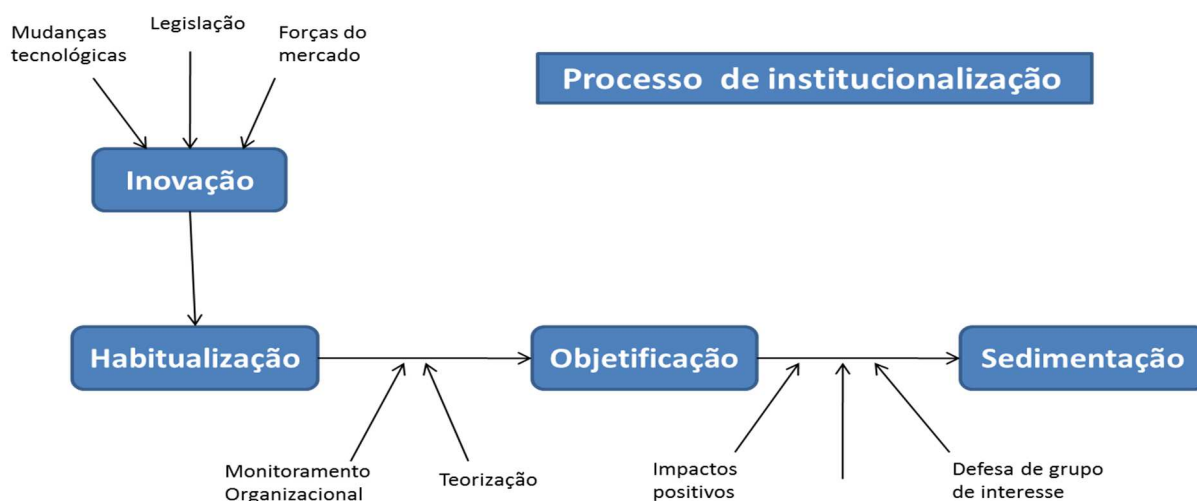 Mudanças
tecnológicas
Legislação
Forças do
mercado
Processo de institucionalização
Inovação
Habitualização
Objetificação
Sedimentação
Monitoramento
Organizacional
Teorização
Impactos
positivos
Defesa de grupo
de interesse